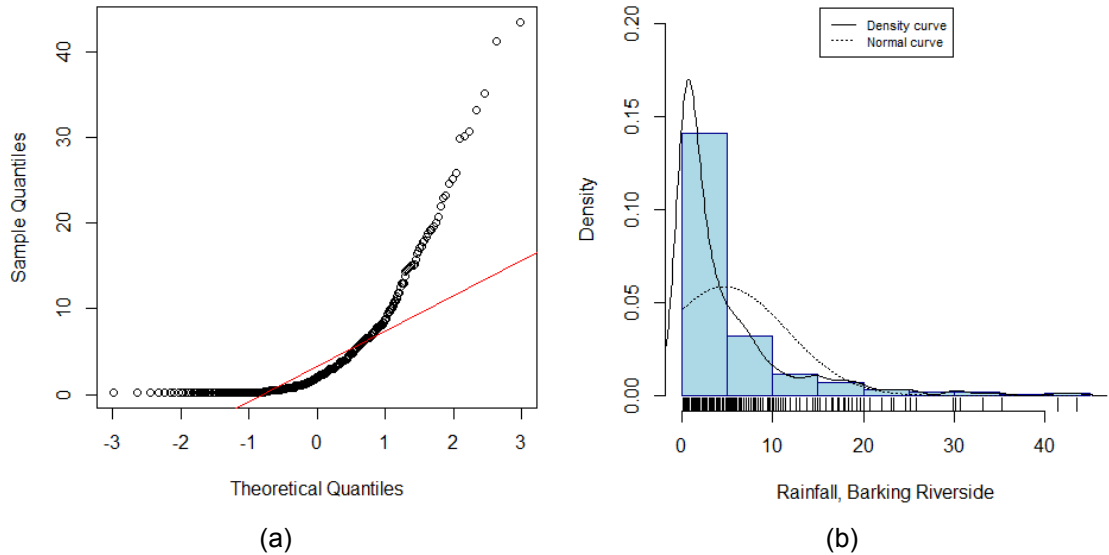 Sample Quantiles
40
30
20
10
0
-3 -2 -1 0 1 2 3
Theoretical Quantiles
(a)
Density curve
Normal curve
Density
0.20
0.15
0.10
0.05
0.00
0 10 20 30 40
Rainfall, Barking Riverside
(b)